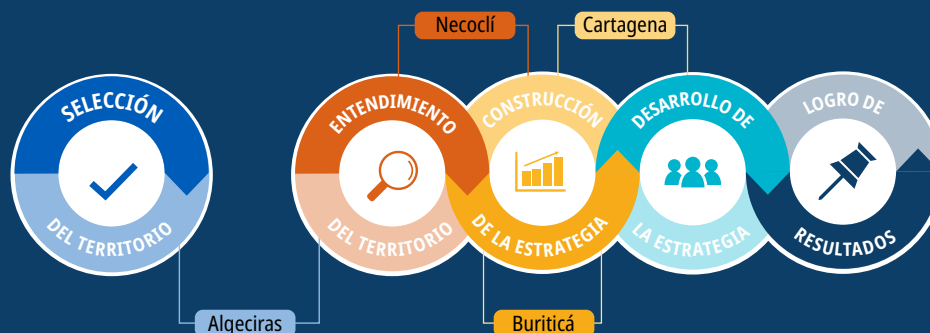 Necoclí
Cartagena
SELECCIÓN
DEL TERRITORIO
ENTENDIMIENTO
DEL TERRITORIO
CONSTRUCCIÓN
DE LA ESTRATEGIA
DESARROLLO DE
LA ESTRATEGIA
LOGRO DE
RESULTADOS
Algeciras
Buriticá